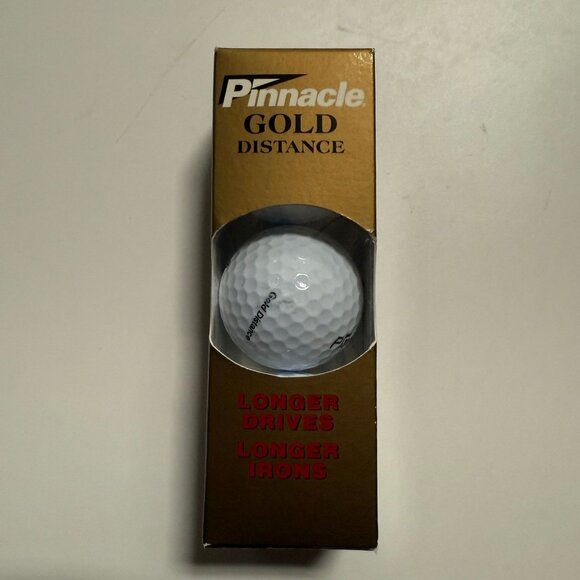 Pinnacle®
GOLD
DISTANCE
Gold Distance
LONGER
DRIVES
LONGER
IRONS